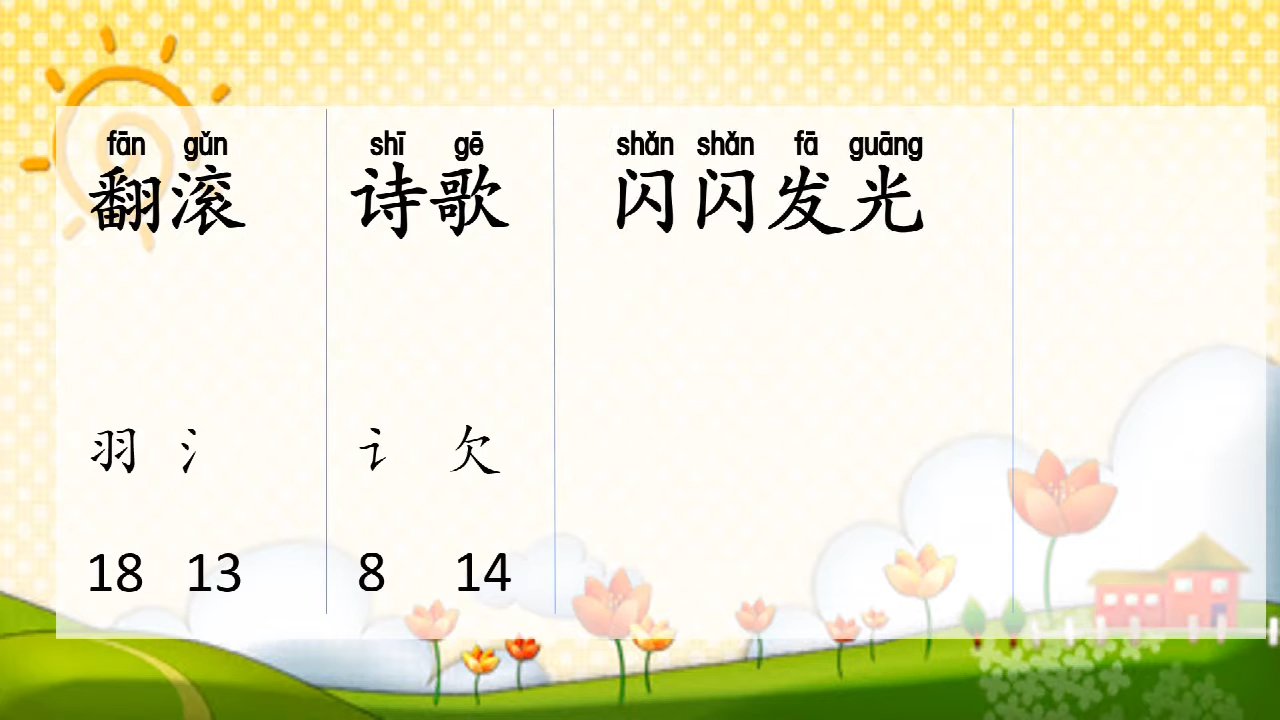 fān gǔn shī gē shǎn shǎn fā guāng
翻滚 诗歌 闪闪发光
羽 氵 讠 欠
18 13 8 14